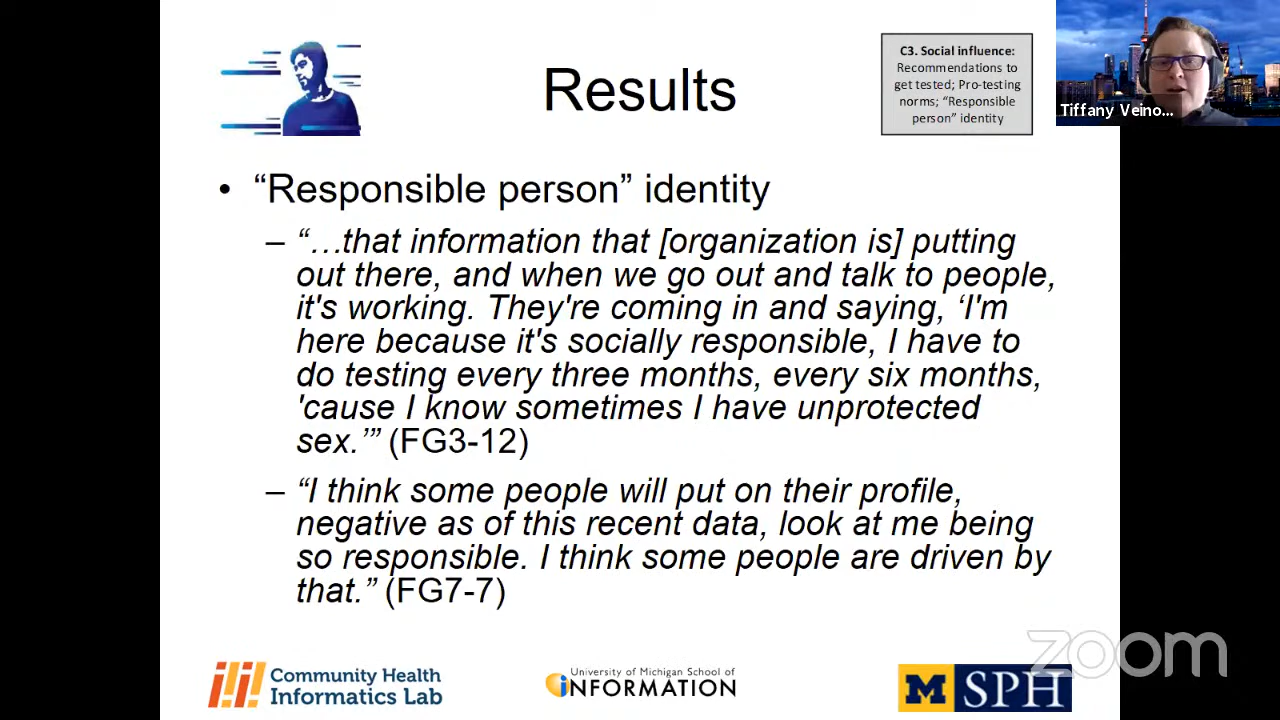 Results
C3. Social influence:
Recommendations to
get tested; Pro-testing
norms; “Responsible
person” identity
Tiffany Veino...
• “Responsible person” identity
– “…that information that [organization is] putting
out there, and when we go out and talk to people,
it's working. They're coming in and saying, ‘I'm
here because it's socially responsible, I have to
do testing every three months, every six months,
'cause I know sometimes I have unprotected
sex.’” (FG3-12)
– “I think some people will put on their profile,
negative as of this recent data, look at me being
so responsible. I think some people are driven by
that.” (FG7-7)
Community Health
Informatics Lab
University of Michigan School of
iNFORMATION
M SPH
zoom